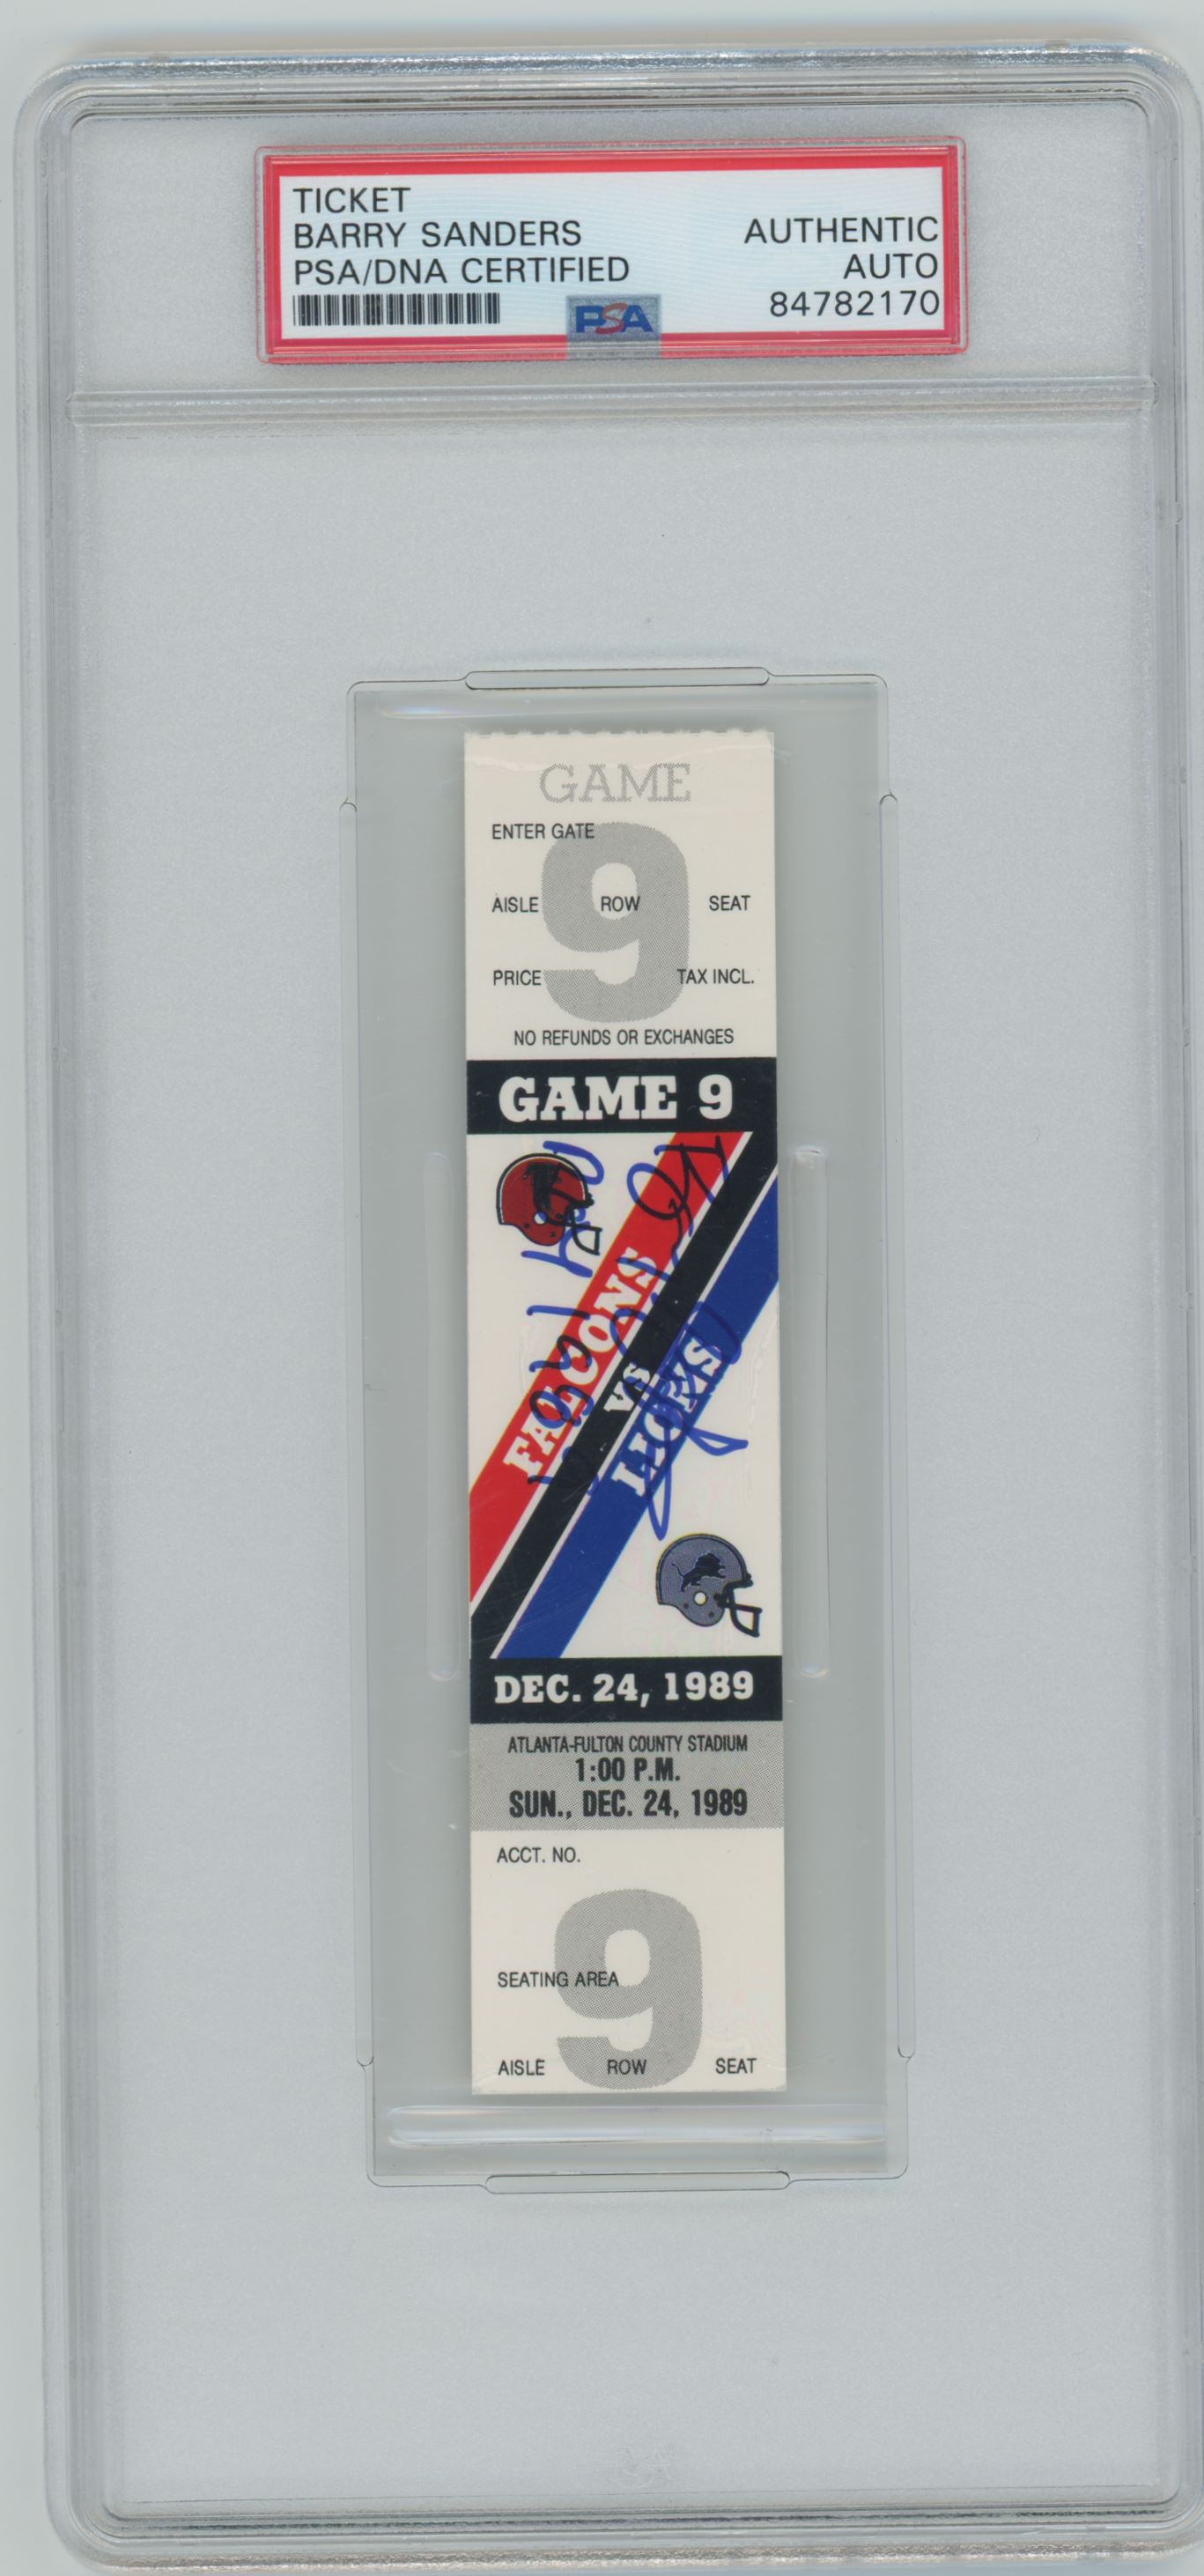 TICKET
BARRY SANDERS
PSA/DNA CERTIFIED
AUTHENTIC
AUTO
84782170
PSA
GAME
9
ENTER GATE
AISLE ROW SEAT
PRICE TAX INCL.
NO REFUNDS OR EXCHANGES
GAME 9
FALCONS
VS
LIONS
DEC. 24, 1989
ATLANTA-FULTON COUNTY STADIUM
1:00 P.M.
SUN., DEC. 24, 1989
ACCT. NO.
9
SEATING AREA
AISLE ROW SEAT